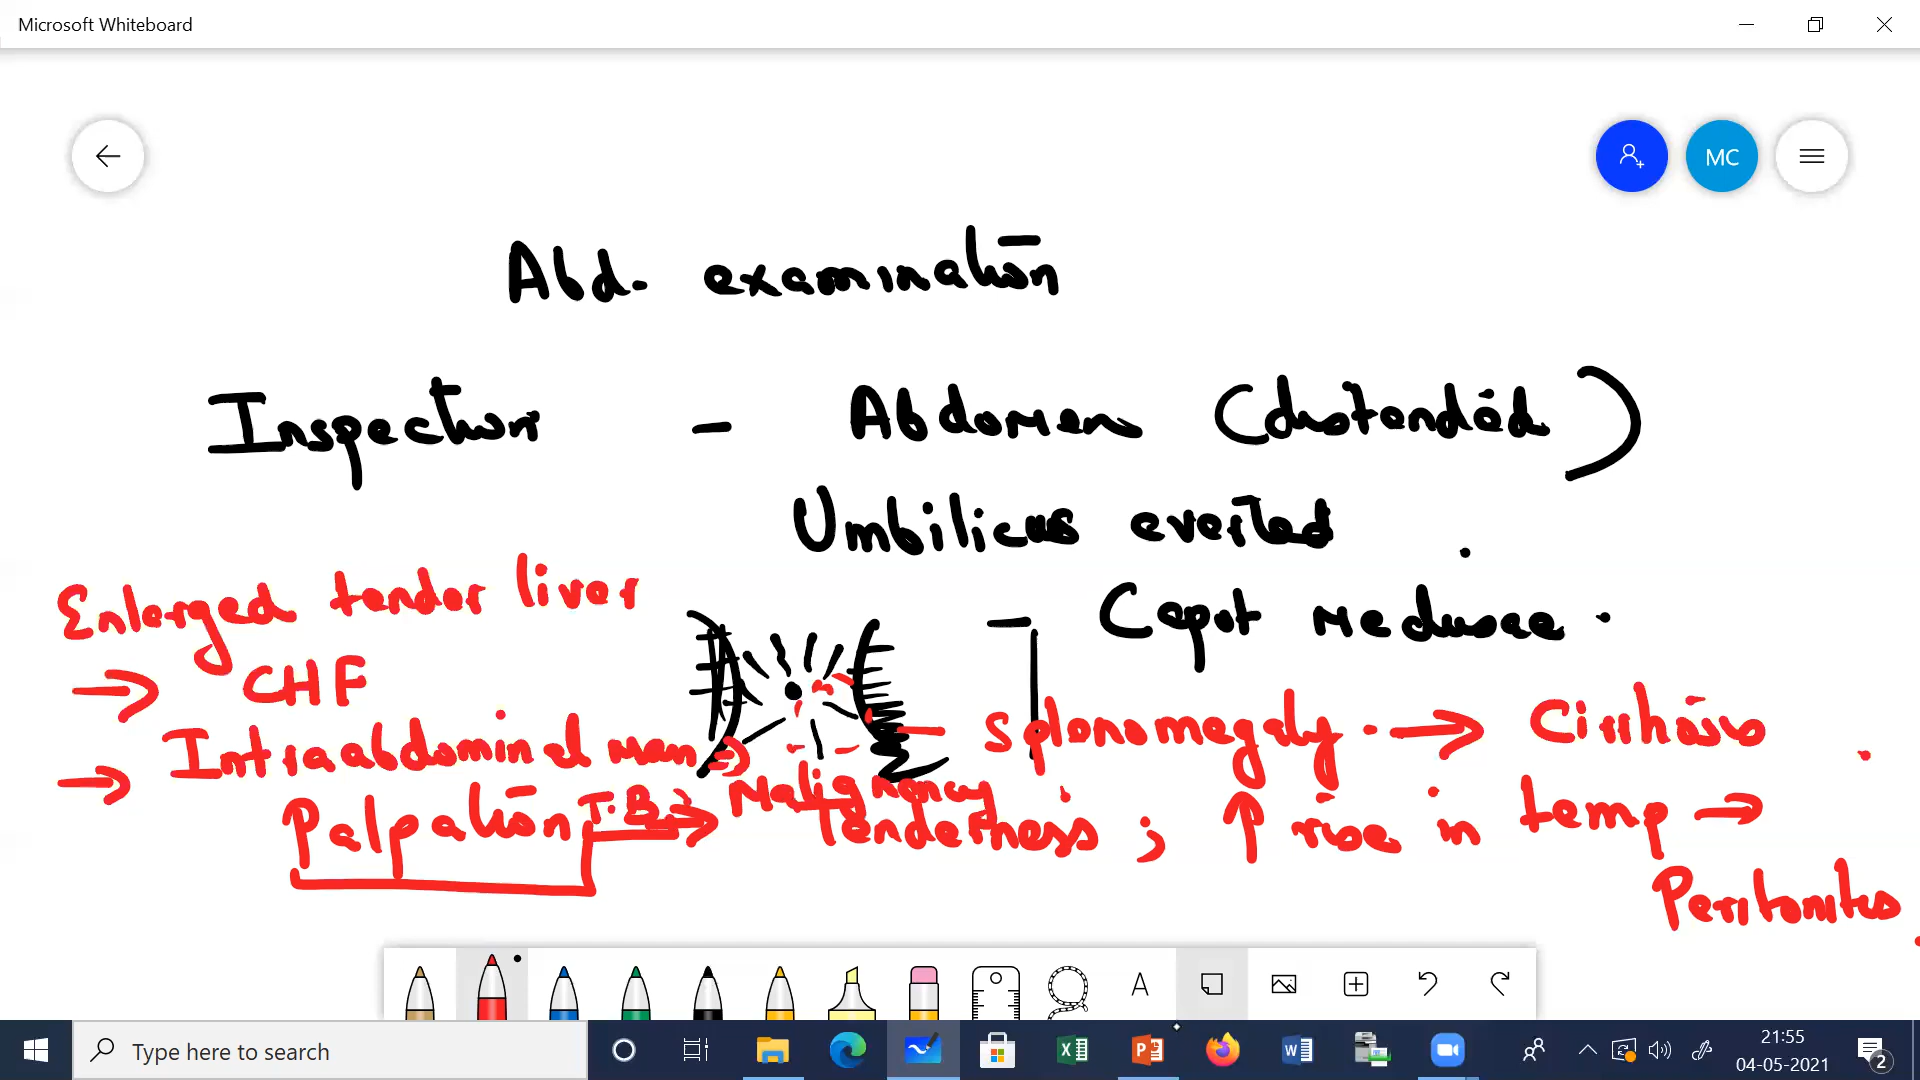 Microsoft Whiteboard
MC
Abd. examination
Inspection - Abdomen (distended)
Umbilicus everted
- Caput medusae.
Enlarged tender liver
→ CHF
→ Intraabdominal mass → Malignancy
T.B.
- Splenomegaly. → Cirrhosis
Palpation → Tenderness ; ↑ rise in temp →
Peritonitis
A
Type here to search
21:55
04-05-2021
2